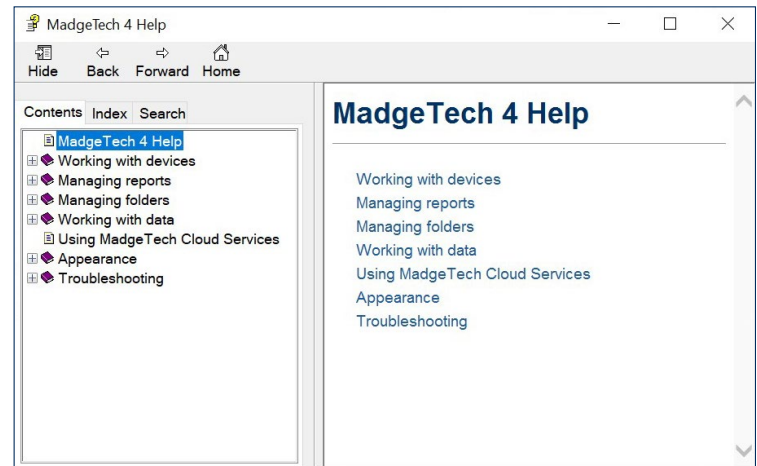 MadgeTech 4 Help
Hide Back Forward Home
Contents Index Search
MadgeTech 4 Help
Working with devices
Managing reports
Managing folders
Working with data
Using MadgeTech Cloud Services
Appearance
Troubleshooting
MadgeTech 4 Help
Working with devices
Managing reports
Managing folders
Working with data
Using MadgeTech Cloud Services
Appearance
Troubleshooting